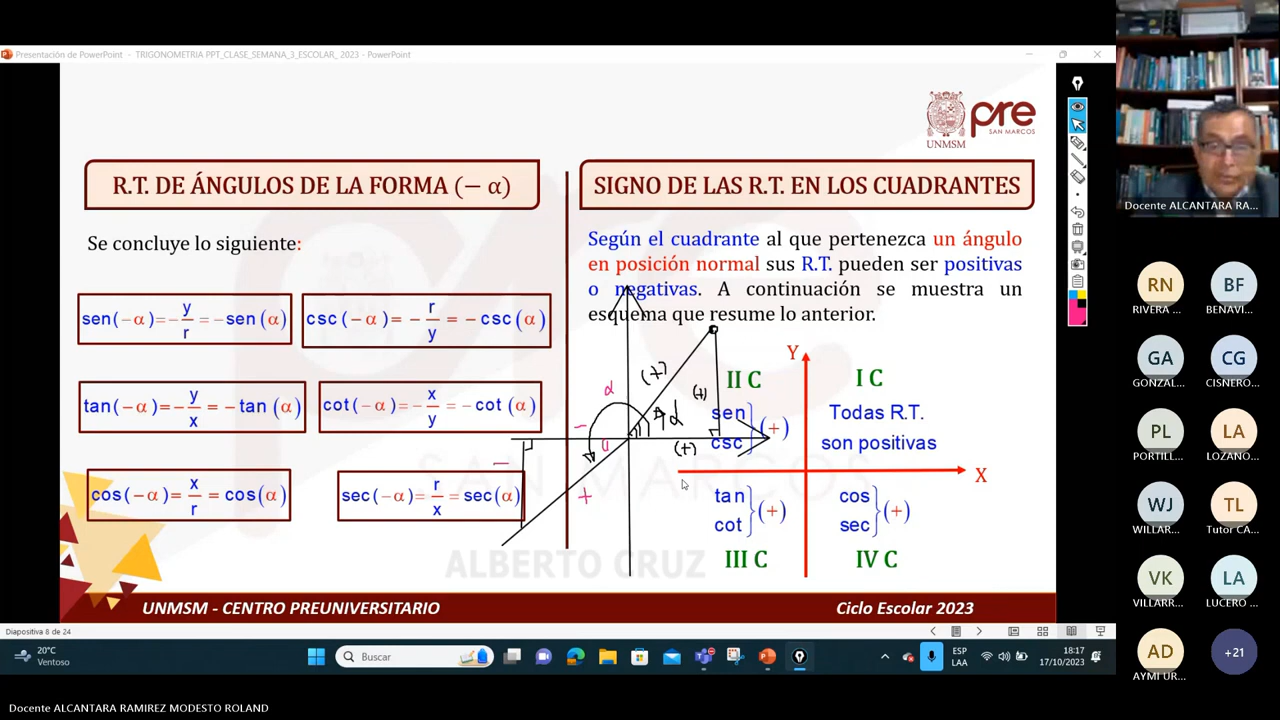 Presentación de PowerPoint - TRIGONOMETRIA PPT_CLASE_SEMANA_3_ESCOLAR_ 2023 - PowerPoint
UNMSM
pre
SAN MARCOS
R.T. DE ÁNGULOS DE LA FORMA (− α)
Se concluye lo siguiente:
sen(-α)=-y/r = -sen(α)
csc(-α)= -r/y = -csc(α)
tan(-α)=-y/x = -tan(α)
cot(-α)=-x/y = -cot(α)
cos(-α)= x/r = cos(α)
sec(-α)= r/x = sec(α)
SIGNO DE LAS R.T. EN LOS CUADRANTES
Según el cuadrante al que pertenezca un ángulo
en posición normal sus R.T. pueden ser positivas
o negativas. A continuación se muestra un
esquema que resume lo anterior.
Y
II C
I C
sen
csc
}(+)
Todas R.T.
son positivas
X
tan
cot
}(+)
cos
sec
}(+)
III C
IV C
(+)
(+)
(+)
α
α
−
−
+
SAN MARCOS
ALBERTO CRUZ
UNMSM - CENTRO PREUNIVERSITARIO
Ciclo Escolar 2023
Diapositiva 8 de 24
20°C
Ventoso
Buscar
ESP
LAA
18:17
17/10/2023
Docente ALCANTARA RA...
RN
RIVERA ...
BF
BENAVI...
GA
GONZAL...
CG
CISNERO...
PL
PORTILL...
LA
LOZANO...
WJ
WILLAR...
TC
Tutor CA...
VK
VILLARR...
LA
LUCERO ...
AD
AYMI UR...
+21
Docente ALCANTARA RAMIREZ MODESTO ROLAND